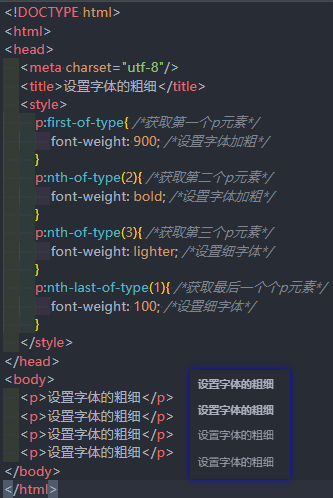 <!DOCTYPE html>
<html>
<head>
<meta charset="utf-8"/>
<title>设置字体的粗细</title>
<style>
p:first-of-type{ /*获取第一个p元素*/
font-weight: 900; /*设置字体加粗*/
}
p:nth-of-type(2){ /*获取第二个p元素*/
font-weight: bold; /*设置字体加粗*/
}
p:nth-of-type(3){ /*获取第三个p元素*/
font-weight: lighter; /*设置细字体*/
}
p:nth-last-of-type(1){ /*获取最后一个个p元素*/
font-weight: 100; /*设置细字体*/
}
</style>
</head>
<body>
<p>设置字体的粗细</p>
<p>设置字体的粗细</p>
<p>设置字体的粗细</p>
<p>设置字体的粗细</p>
</body>
</html>
设置字体的粗细
设置字体的粗细
设置字体的粗细
设置字体的粗细